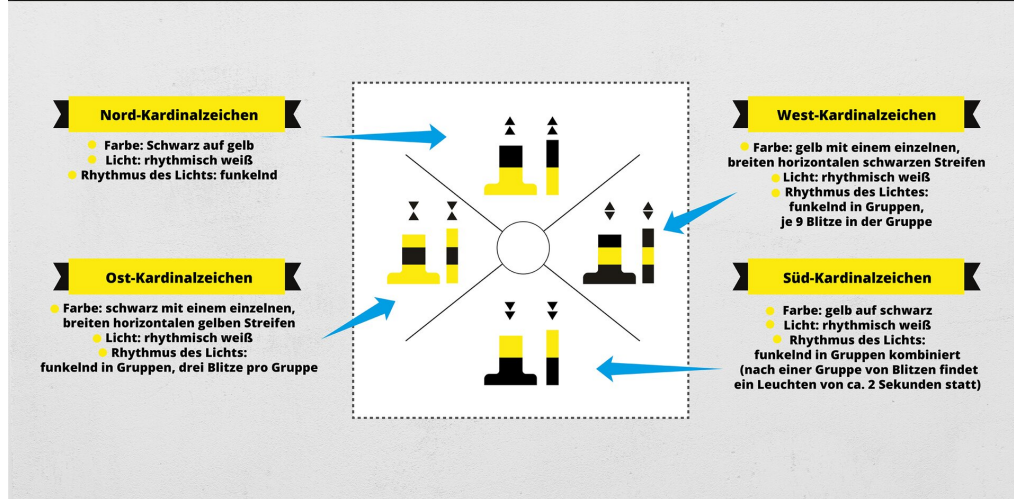 Nord-Kardinalzeichen
Farbe: Schwarz auf gelb
Licht: rhythmisch weiß
Rhythmus des Lichts: funkelnd
Ost-Kardinalzeichen
Farbe: schwarz mit einem einzelnen,
breiten horizontalen gelben Streifen
Licht: rhythmisch weiß
Rhythmus des Lichts:
funkelnd in Gruppen, drei Blitze pro Gruppe
West-Kardinalzeichen
Farbe: gelb mit einem einzelnen,
breiten horizontalen schwarzen Streifen
Licht: rhythmisch weiß
Rhythmus des Lichtes:
funkelnd in Gruppen,
je 9 Blitze in der Gruppe
Süd-Kardinalzeichen
Farbe: gelb auf schwarz
Licht: rhythmisch weiß
Rhythmus des Lichts:
funkelnd in Gruppen kombiniert
(nach einer Gruppe von Blitzen findet
ein Leuchten von ca. 2 Sekunden statt)